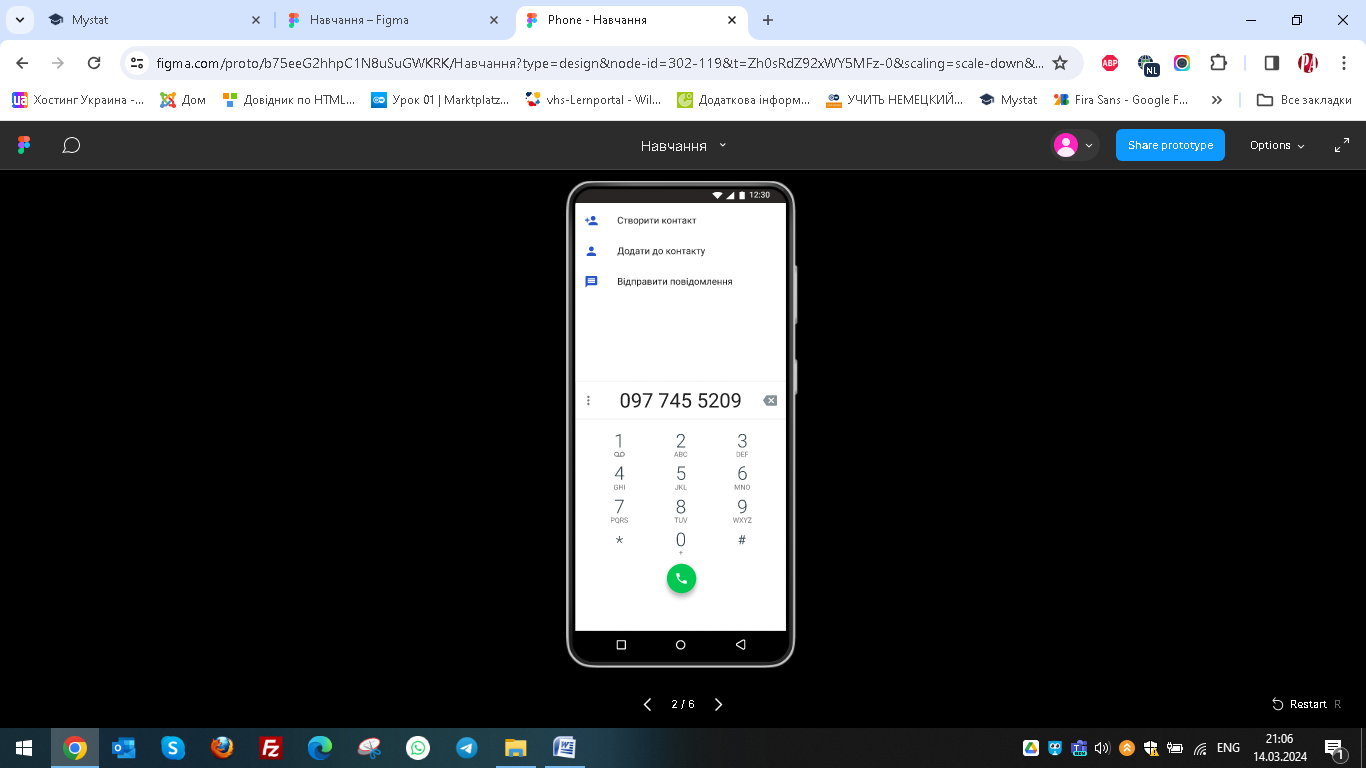 Mystat
Навчання – Figma
Phone - Навчання
figma.com/proto/b75eeG2hhpC1N8uSuGWKRK/Навчання?type=design&node-id=302-119&t=Zh0sRdZ92xWY5MFz-0&scaling=scale-down&...
ABP
NL
Хостинг Украина -...
Дом
Довідник по HTML...
Урок 01 | Marktplatz...
vhs-Lernportal - Wil...
Додаткова інформ...
УЧИТЬ НЕМЕЦКИЙ...
Mystat
Fira Sans - Google F...
Все закладки
Навчання
Share prototype
Options
12:30
Створити контакт
Додати до контакту
Відправити повідомлення
097 745 5209
1 2 3
ABC DEF
4 5 6
GHI JKL MNO
7 8 9
PQRS TUV WXYZ
* 0 #
+
2 / 6
Restart R
ENG
21:06
14.03.2024
1